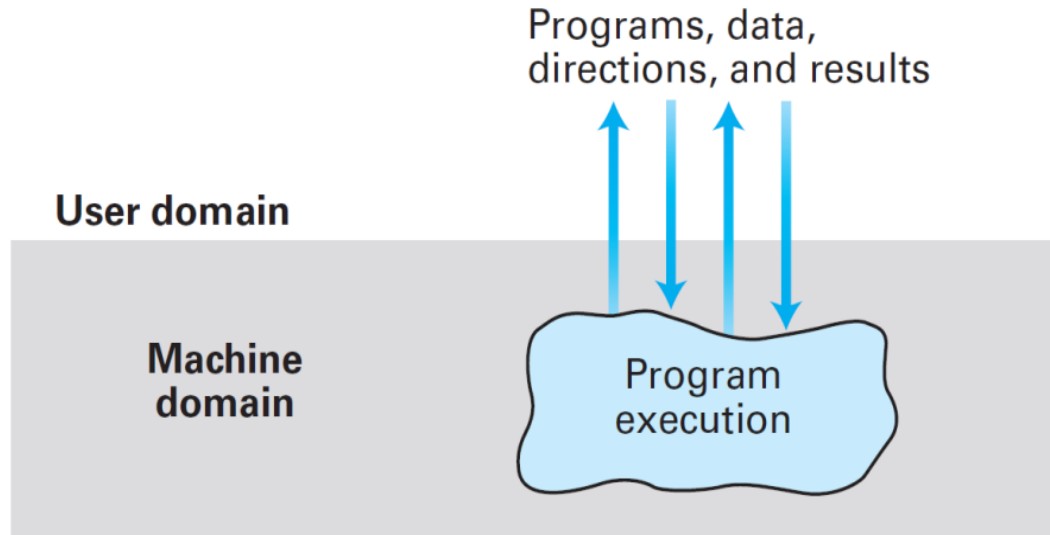 Programs, data,
directions, and results
User domain
Machine
domain
Program
execution